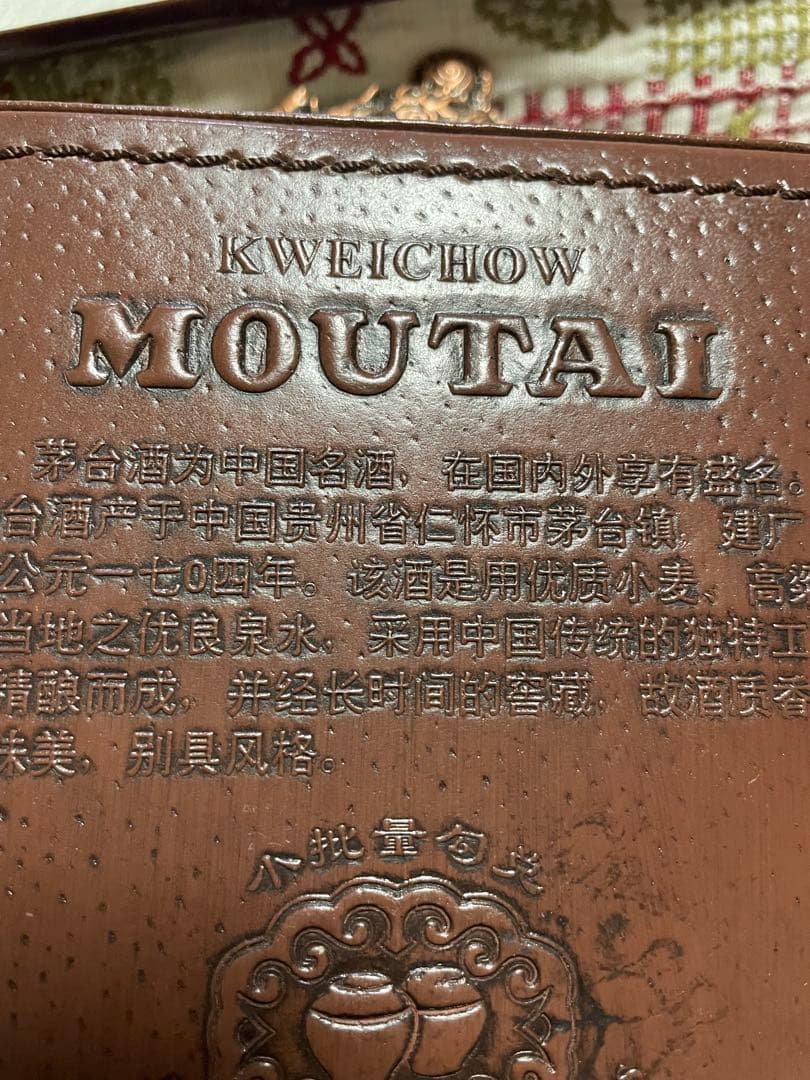 KWEICHOW
MOUTAI
茅台酒为中国名酒，在国内外享有盛名。
台酒产于中国贵州省仁怀市茅台镇，建厂
公元一七0四年。该酒是用优质小麦、高粱
当地之优良泉水，采用中国传统的独特工
精酿而成，并经长时间的窖藏，故酒质香
味美，别具风格。
小批量勾兑